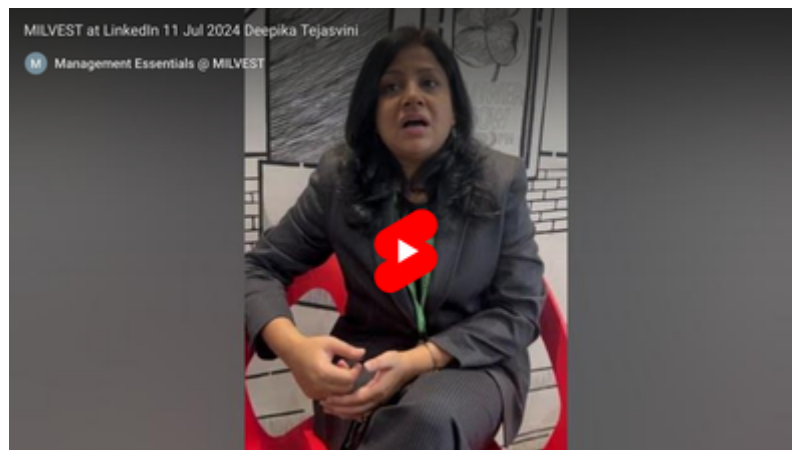 MILVEST at LinkedIn 11 Jul 2024 Deepika Tejasvini
M
Management Essentials @ MILVEST